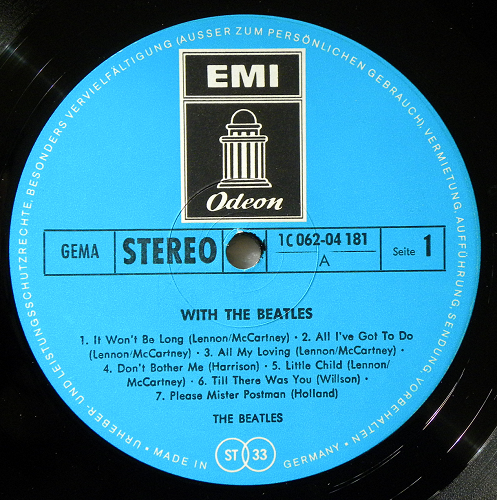 URHEBER- UND LEISTUNGSSCHUTZRECHTE, BESONDERS VERVIELFÄLTIGUNG (AUSSER ZUM PERSÖNLICHEN GEBRAUCH), VERMIETUNG, AUFFÜHRUNG, SENDUNG VORBEHALTEN
EMI
Odeon
GEMA
STEREO
1C 062-04 181
A
Seite 1
WITH THE BEATLES
1. It Won't Be Long (Lennon/McCartney) · 2. All I've Got To Do
(Lennon/McCartney) · 3. All My Loving (Lennon/McCartney) ·
4. Don't Bother Me (Harrison) · 5. Little Child (Lennon/
McCartney) · 6. Till There Was You (Willson) ·
7. Please Mister Postman (Holland)
THE BEATLES
• MADE IN ST 33 GERMANY •